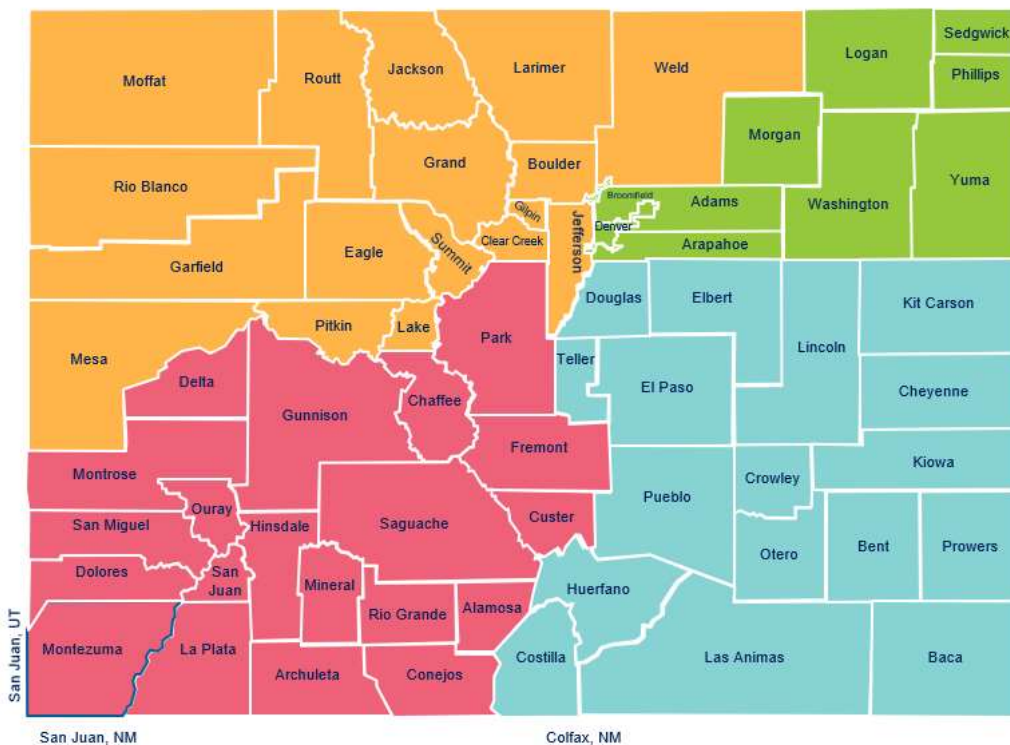 Moffat
Routt
Jackson
Larimer
Weld
Logan
Sedgwick
Phillips
Morgan
Grand
Boulder
Rio Blanco
Yuma
Broomfield
Adams
Washington
Gilpin
Denver
Clear Creek
Jefferson
Arapahoe
Garfield
Eagle
Summit
Douglas
Elbert
Kit Carson
Pitkin
Lake
Park
Lincoln
Mesa
Teller
Delta
El Paso
Cheyenne
Chaffee
Gunnison
Fremont
Montrose
Kiowa
Crowley
Pueblo
Ouray
San Miguel
Hinsdale
Saguache
Custer
Otero
Bent
Prowers
Dolores
San
Juan
Mineral
Huerfano
Rio Grande
Alamosa
Montezuma
La Plata
Costilla
Las Animas
Baca
Archuleta
Conejos
San Juan, UT
San Juan, NM
Colfax, NM